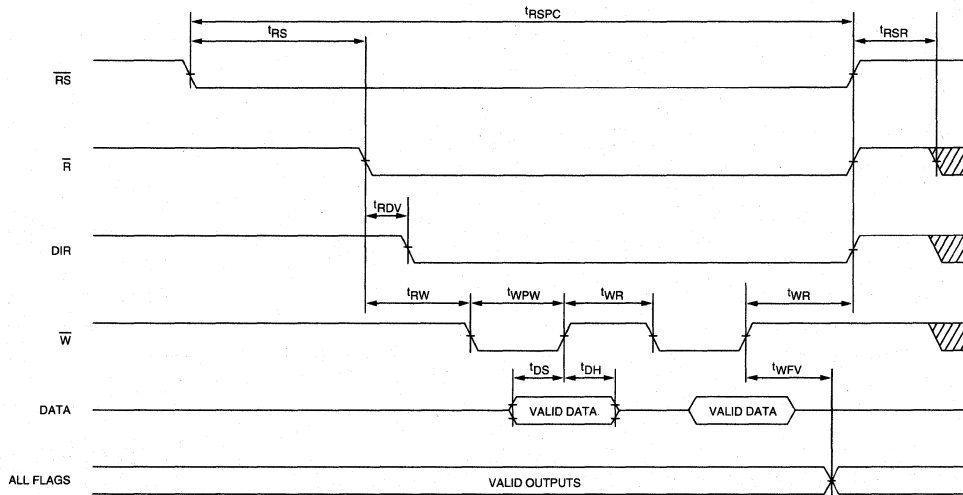 tRSPC
tRS
tRSR
RS
R
tRDV
DIR
tRW
tWPW
tWR
tWR
W
tDS
tDH
tWFV
DATA
VALID DATA
VALID DATA
ALL FLAGS
VALID OUTPUTS